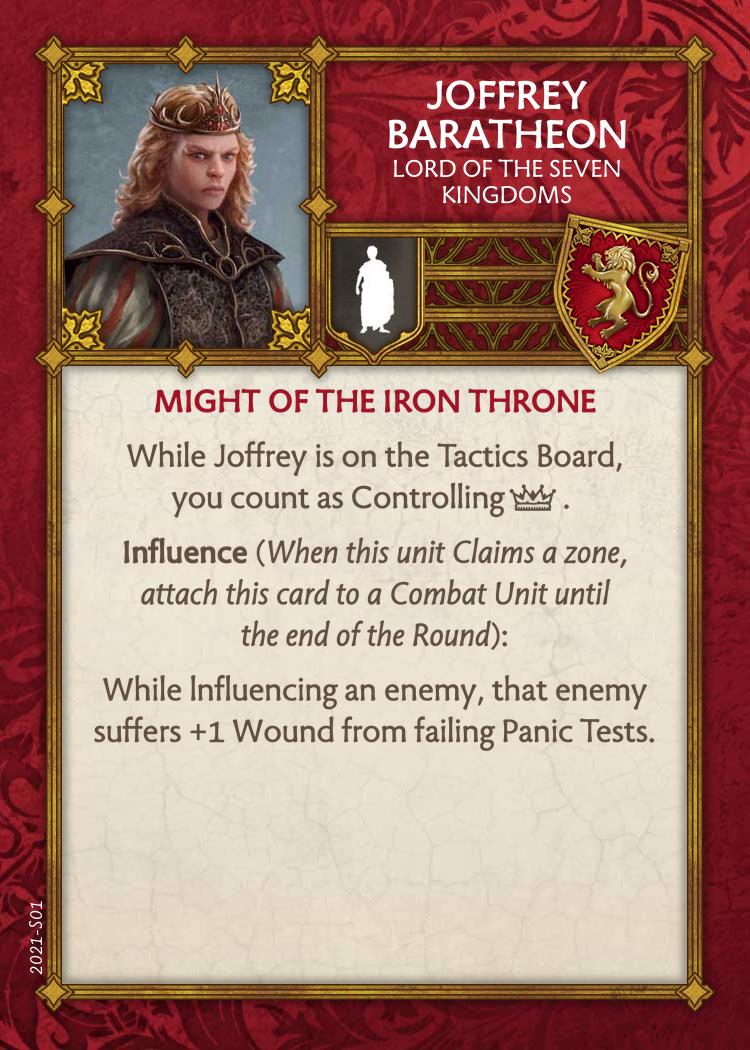 JOFFREY
BARATHEON
LORD OF THE SEVEN
KINGDOMS
MIGHT OF THE IRON THRONE
While Joffrey is on the Tactics Board,
you count as Controlling .
Influence (When this unit Claims a zone,
attach this card to a Combat Unit until
the end of the Round):
While Influencing an enemy, that enemy
suffers +1 Wound from failing Panic Tests.
2021-S01